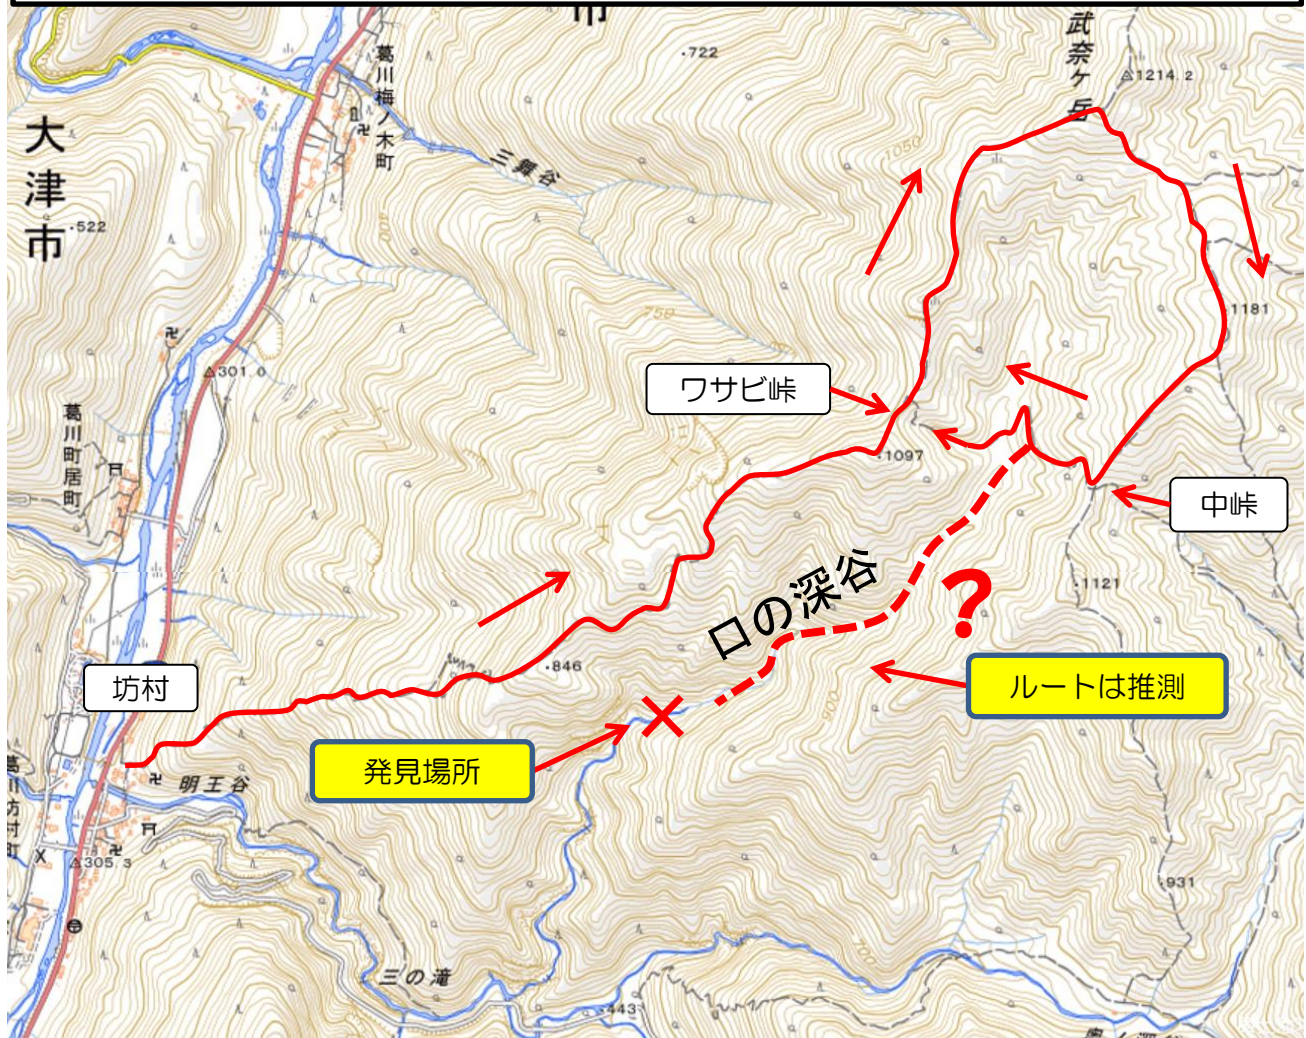 武奈ヶ岳
・722
△1214.2
葛川梅ノ木町
大津市
三舞谷
1050
・522
400
750
・1181
△301.0
ワサビ峠
葛川町居町
・1097
中峠
口の深谷
・1121
?
・846
坊村
ルートは推測
900
発見場所
明王谷
△305.3
・931
三の滝
700
・443